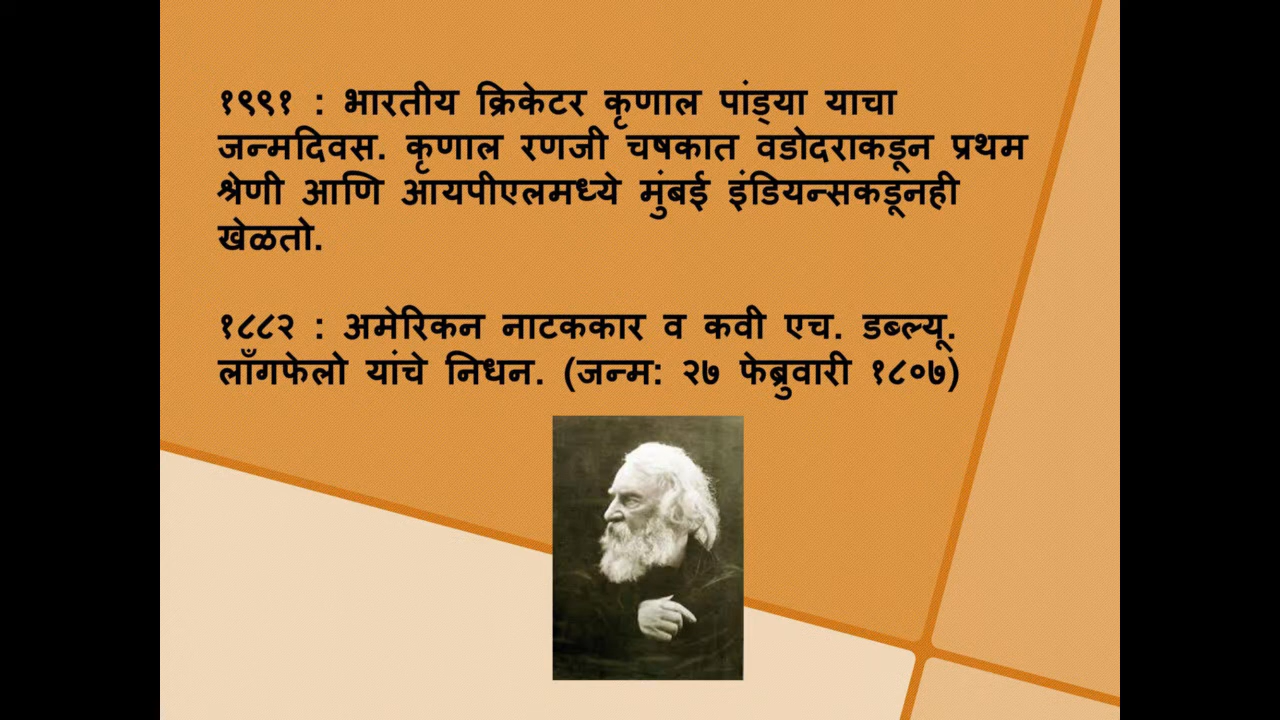 १९९१ : भारतीय क्रिकेटर कृणाल पांड्या याचा
जन्मदिवस. कृणाल रणजी चषकात वडोदराकडून प्रथम
श्रेणी आणि आयपीएलमध्ये मुंबई इंडियन्सकडूनही
खेळतो.
१८८२ : अमेरिकन नाटककार व कवी एच. डब्ल्यू.
लाँगफेलो यांचे निधन. (जन्म: २७ फेब्रुवारी १८०७)